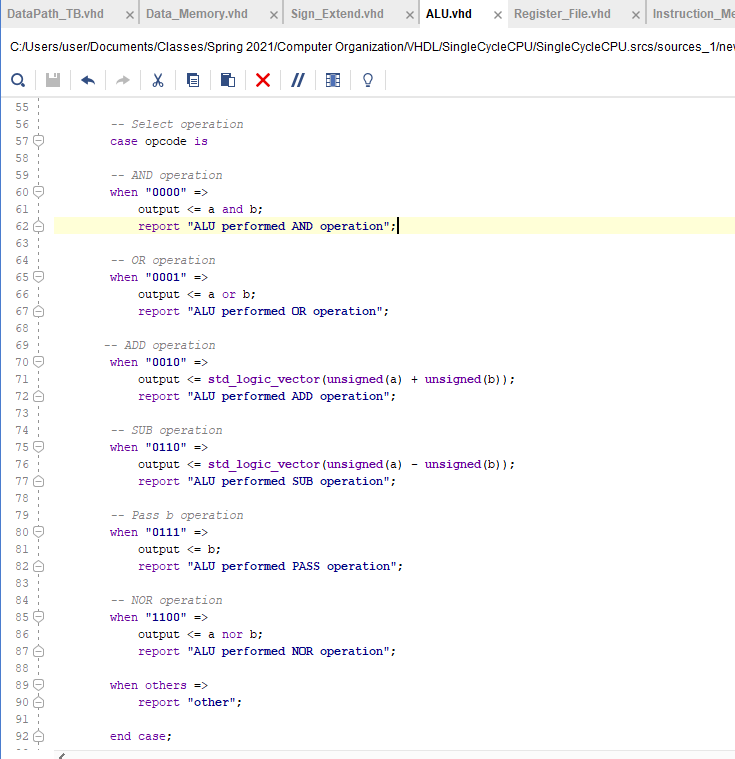 DataPath_TB.vhd × Data_Memory.vhd × Sign_Extend.vhd × ALU.vhd × Register_File.vhd × Instruction_Me
C:/Users/user/Documents/Classes/Spring 2021/Computer Organization/VHDL/SingleCycleCPU/SingleCycleCPU.srcs/sources_1/nev
55
56 -- Select operation
57 case opcode is
58
59 -- AND operation
60 when "0000" =>
61 output <= a and b;
62 report "ALU performed AND operation";
63
64 -- OR operation
65 when "0001" =>
66 output <= a or b;
67 report "ALU performed OR operation";
68
69 -- ADD operation
70 when "0010" =>
71 output <= std_logic_vector(unsigned(a) + unsigned(b));
72 report "ALU performed ADD operation";
73
74 -- SUB operation
75 when "0110" =>
76 output <= std_logic_vector(unsigned(a) - unsigned(b));
77 report "ALU performed SUB operation";
78
79 -- Pass b operation
80 when "0111" =>
81 output <= b;
82 report "ALU performed PASS operation";
83
84 -- NOR operation
85 when "1100" =>
86 output <= a nor b;
87 report "ALU performed NOR operation";
88
89 when others =>
90 report "other";
91
92 end case;